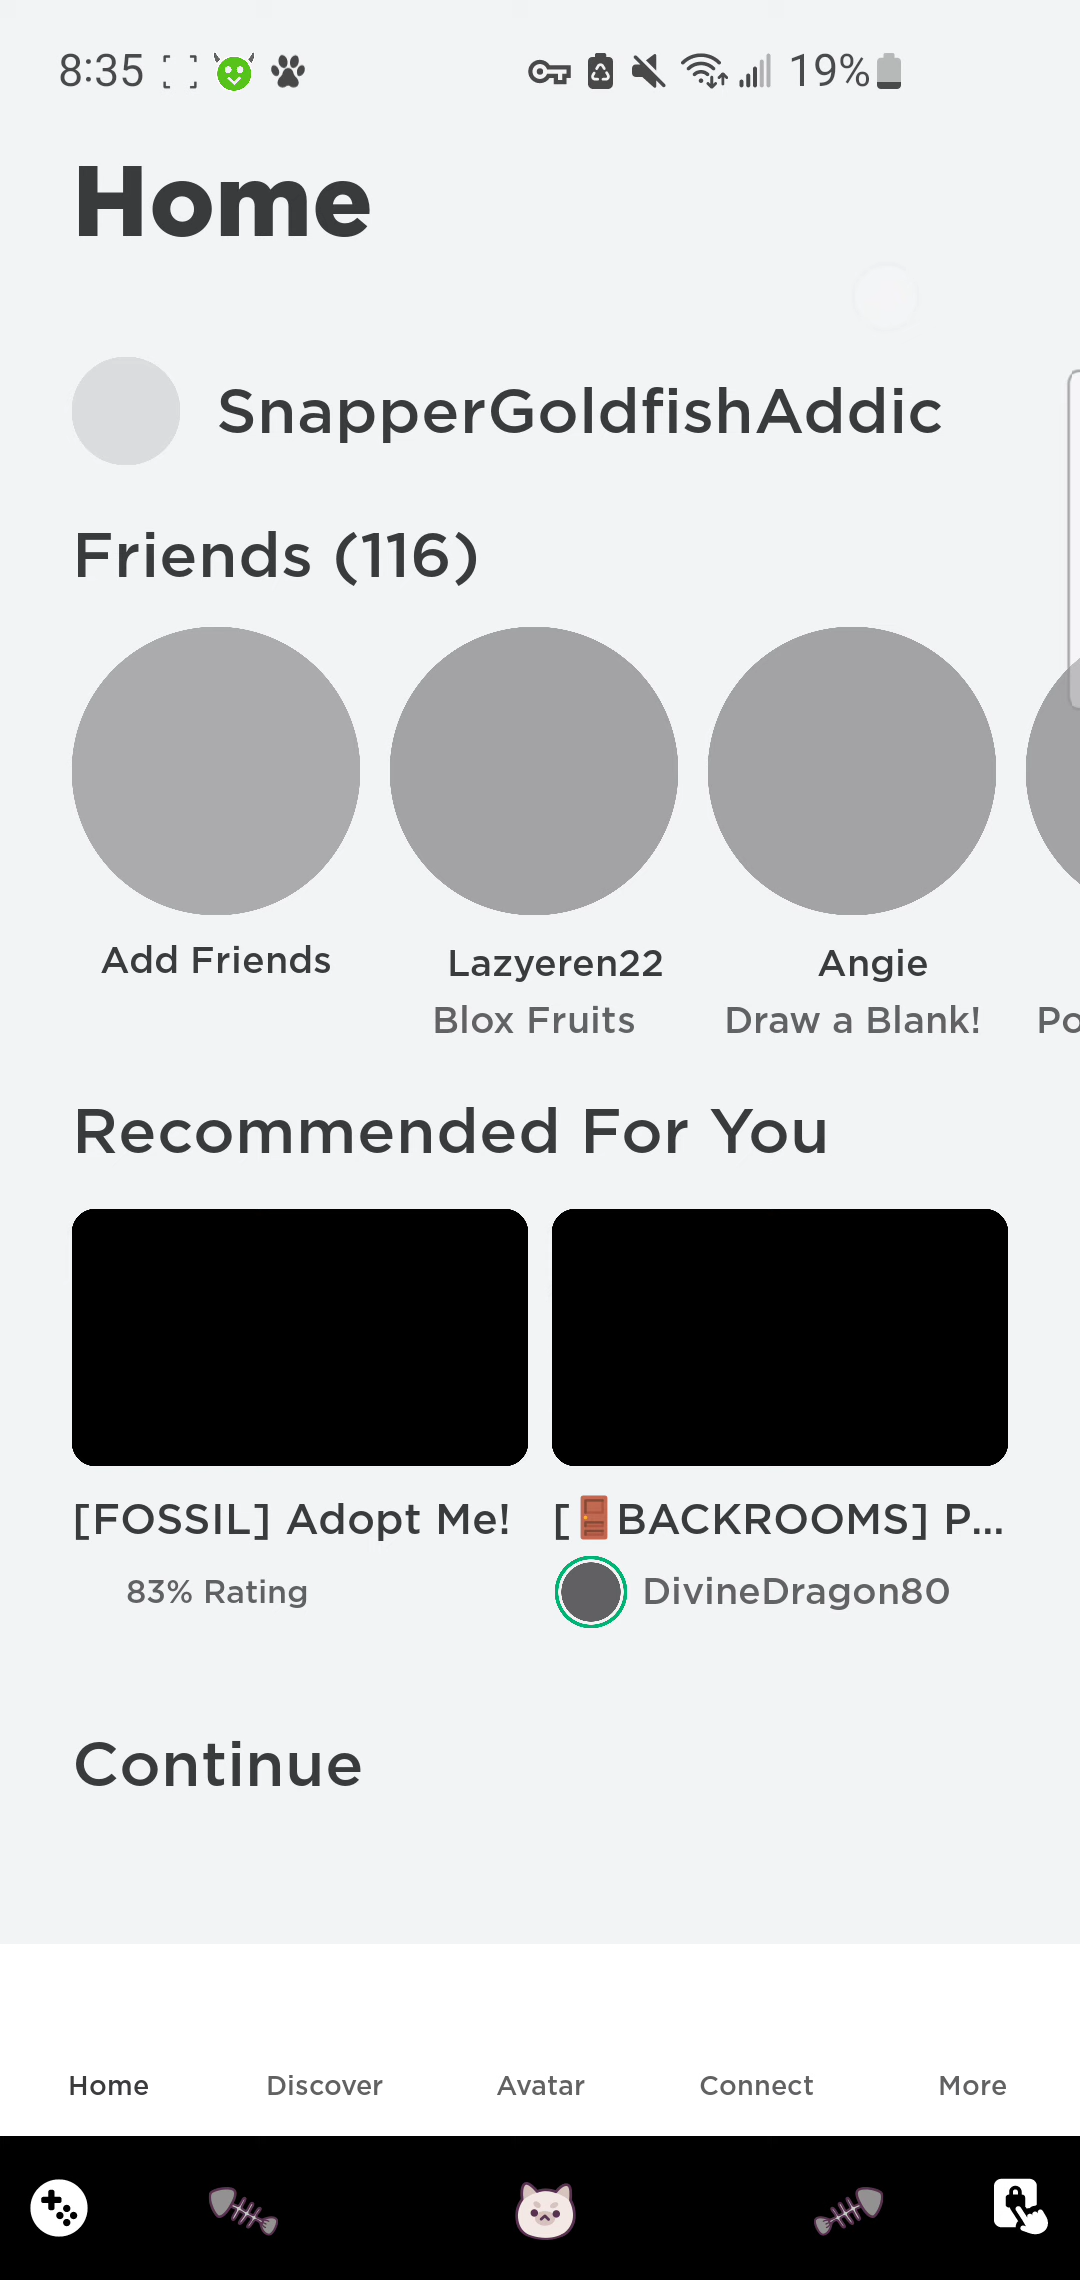 8:35
19%
Home
SnapperGoldfishAddic
Friends (116)
Add Friends
Lazyeren22
Angie
Blox Fruits
Draw a Blank!
Po
Recommended For You
[FOSSIL] Adopt Me!
[🚪BACKROOMS] P...
83% Rating
DivineDragon80
Continue
Home
Discover
Avatar
Connect
More